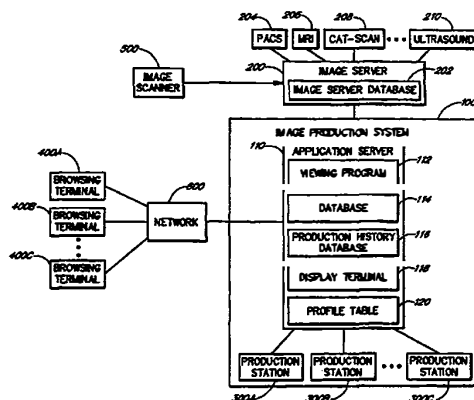 204 206 208 210
PACS MRI CAT-SCAN ULTRASOUND
500 200 IMAGE SERVER
IMAGE SCANNER
IMAGE SERVER DATABASE 202
100
IMAGE PRODUCTION SYSTEM
110 APPLICATION SERVER
400A VIEWING PROGRAM 112
BROWSING TERMINAL
600 DATABASE 114
400B
BROWSING TERMINAL
NETWORK
PRODUCTION HISTORY DATABASE 116
400C
BROWSING TERMINAL
DISPLAY TERMINAL 118
PROFILE TABLE 120
PRODUCTION STATION PRODUCTION STATION PRODUCTION STATION
300A 300B 300C